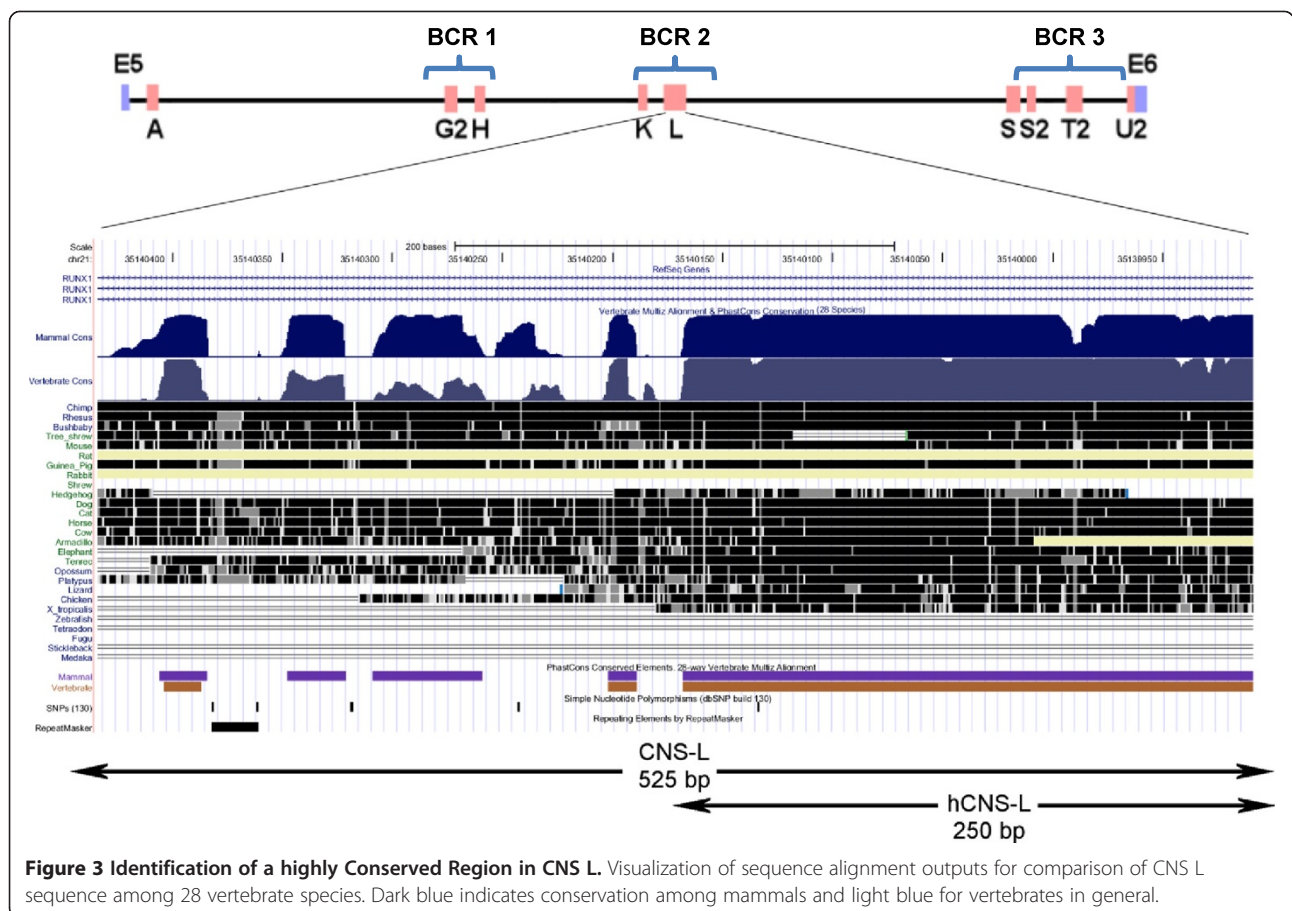 BCR 1 BCR 2 BCR 3
E5 E6
A G2 H K L S S2 T2 U2
Scale 200 bases
chr21: 35140400 35140350 35140300 35140250 35140200 35140150 35140100 35140050 35140000 35139950
RefSeq Genes
RUNX1
RUNX1
RUNX1
Vertebrate Multiz Alignment & PhastCons Conservation (28 Species)
Mammal Cons
Vertebrate Cons
Chimp
Rhesus
Bushbaby
Tree_shrew
Mouse
Rat
Guinea_Pig
Rabbit
Shrew
Hedgehog
Dog
Cat
Horse
Cow
Armadillo
Elephant
Tenrec
Opossum
Platypus
Lizard
Chicken
X_tropicalis
Zebrafish
Tetraodon
Fugu
Stickleback
Medaka
PhastCons Conserved Elements, 28-way Vertebrate Multiz Alignment
Mammal
Vertebrate
Simple Nucleotide Polymorphisms (dbSNP build 130)
SNPs (130)
Repeating Elements by RepeatMasker
RepeatMasker
CNS-L
525 bp
hCNS-L
250 bp
Figure 3 Identification of a highly Conserved Region in CNS L. Visualization of sequence alignment outputs for comparison of CNS L
sequence among 28 vertebrate species. Dark blue indicates conservation among mammals and light blue for vertebrates in general.